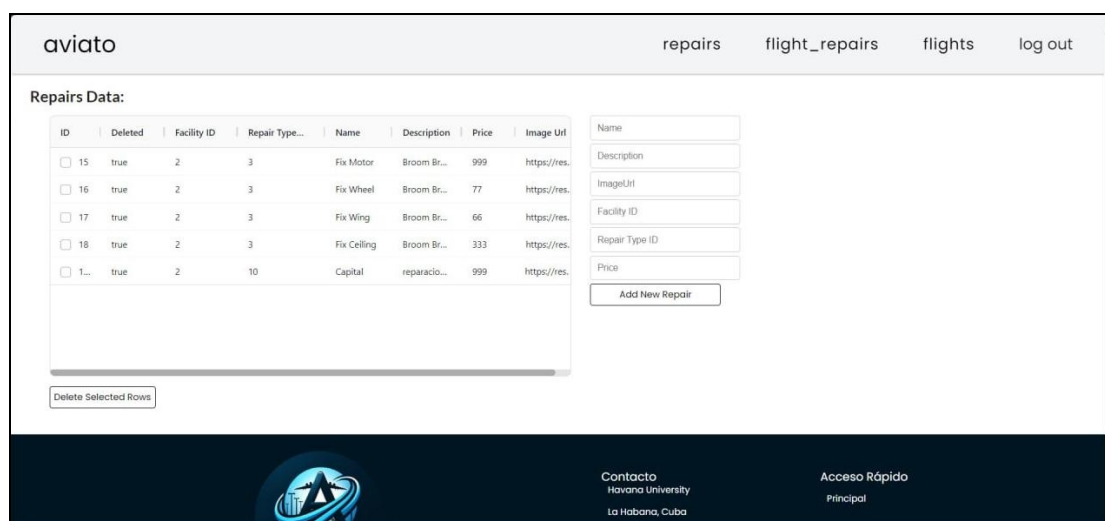 aviato
repairs flight_repairs flights log out
Repairs Data:
ID Deleted Facility ID Repair Type... Name Description Price Image Url
15 true 2 3 Fix Motor Broom Br... 999 https://res.
16 true 2 3 Fix Wheel Broom Br... 77 https://res.
17 true 2 3 Fix Wing Broom Br... 66 https://res.
18 true 2 3 Fix Ceiling Broom Br... 333 https://res.
1... true 2 10 Capital reparacio... 999 https://res.
Delete Selected Rows
Name
Description
ImageUrl
Facility ID
Repair Type ID
Price
Add New Repair
Contacto
Havana University
La Habana, Cuba
Acceso Rápido
Principal